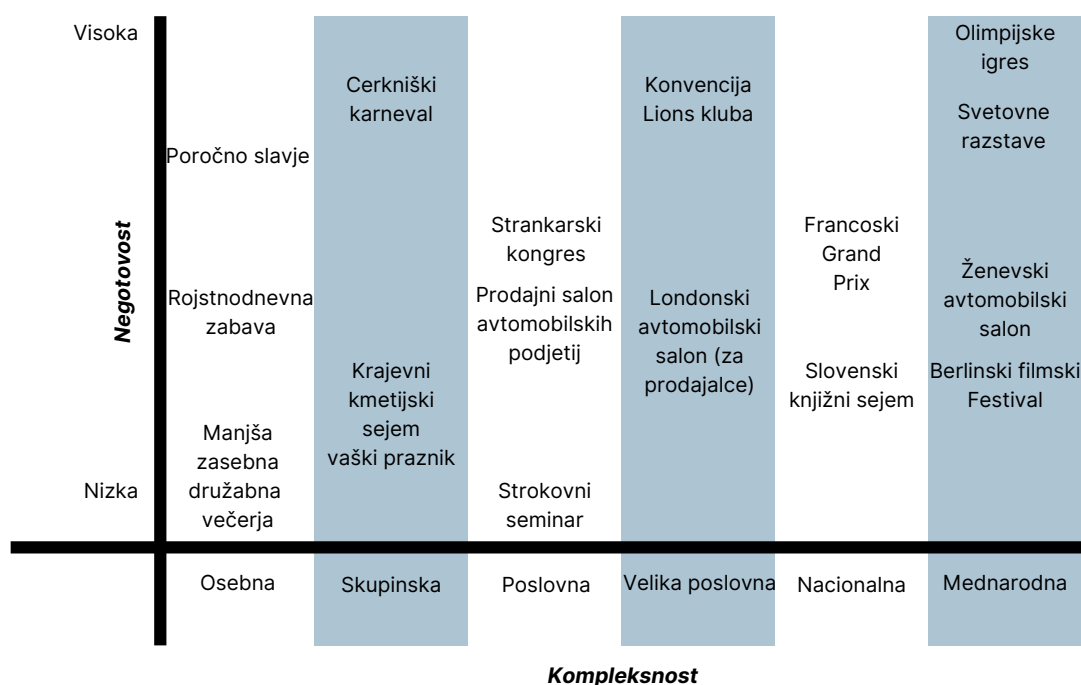 Visoka
Negotovost
Nizka
Poročno slavje
Rojstnodnevna
zabava
Manjša
zasebna
družabna
večerja
Cerkniški
karneval
Krajevni
kmetijski
sejem
vaški praznik
Strankarski
kongres
Prodajni salon
avtomobilskih
podjetij
Strokovni
seminar
Konvencija
Lions kluba
Londonski
avtomobilski
salon (za
prodajalce)
Francoski
Grand
Prix
Slovenski
knjižni sejem
Olimpijske
igres
Svetovne
razstave
Ženevski
avtomobilski
salon
Berlinski filmski
Festival
Osebna
Skupinska
Poslovna
Velika poslovna
Nacionalna
Mednarodna
Kompleksnost